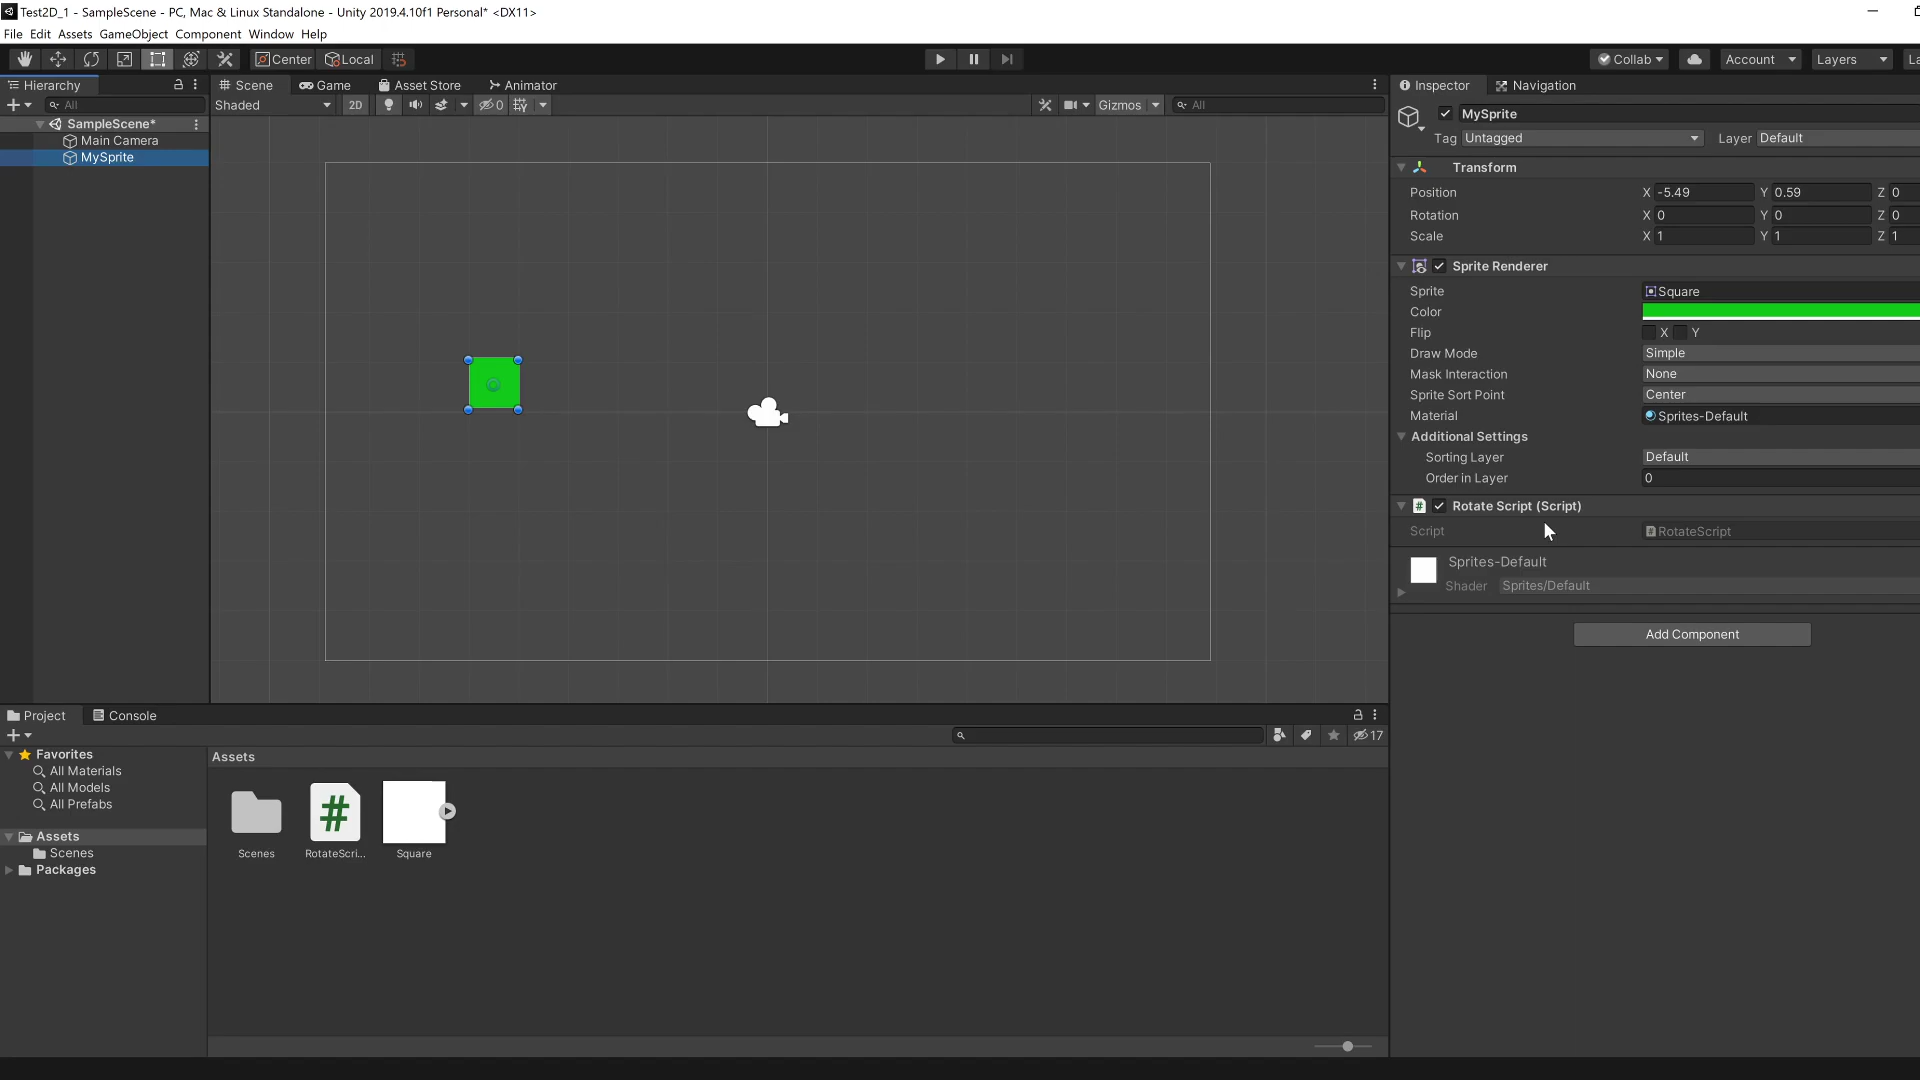 Test2D_1 - SampleScene - PC, Mac & Linux Standalone - Unity 2019.4.10f1 Personal* <DX11>
File Edit Assets GameObject Component Window Help
Center Local Collab Account Layers La
Hierarchy
All
SampleScene*
Main Camera
MySprite
Scene Game Asset Store Animator
Shaded 2D 0 Gizmos All
Inspector Navigation
MySprite
Tag Untagged Layer Default
Transform
Position X -5.49 Y 0.59 Z 0
Rotation X 0 Y 0 Z 0
Scale X 1 Y 1 Z 1
Sprite Renderer
Sprite Square
Color
Flip X Y
Draw Mode Simple
Mask Interaction None
Sprite Sort Point Center
Material Sprites-Default
Additional Settings
Sorting Layer Default
Order in Layer 0
# Rotate Script (Script)
Script # RotateScript
Sprites-Default
Shader Sprites/Default
Add Component
Project Console
17
Favorites
All Materials
All Models
All Prefabs
Assets
Scenes
Packages
Assets
#
Scenes RotateScri... Square